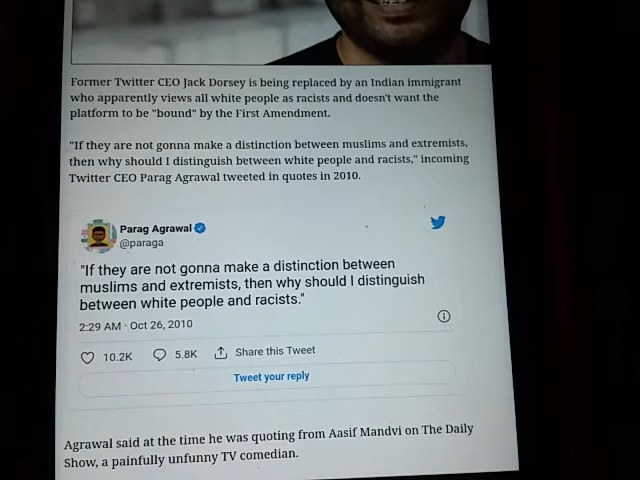 Former Twitter CEO Jack Dorsey is being replaced by an Indian immigrant
who apparently views all white people as racists and doesn't want the
platform to be "bound" by the First Amendment.
"If they are not gonna make a distinction between muslims and extremists,
then why should I distinguish between white people and racists," incoming
Twitter CEO Parag Agrawal tweeted in quotes in 2010.
Parag Agrawal
@paraga
"If they are not gonna make a distinction between
muslims and extremists, then why should I distinguish
between white people and racists."
2:29 AM · Oct 26, 2010
10.2K 5.8K Share this Tweet
Tweet your reply
Agrawal said at the time he was quoting from Aasif Mandvi on The Daily
Show, a painfully unfunny TV comedian.